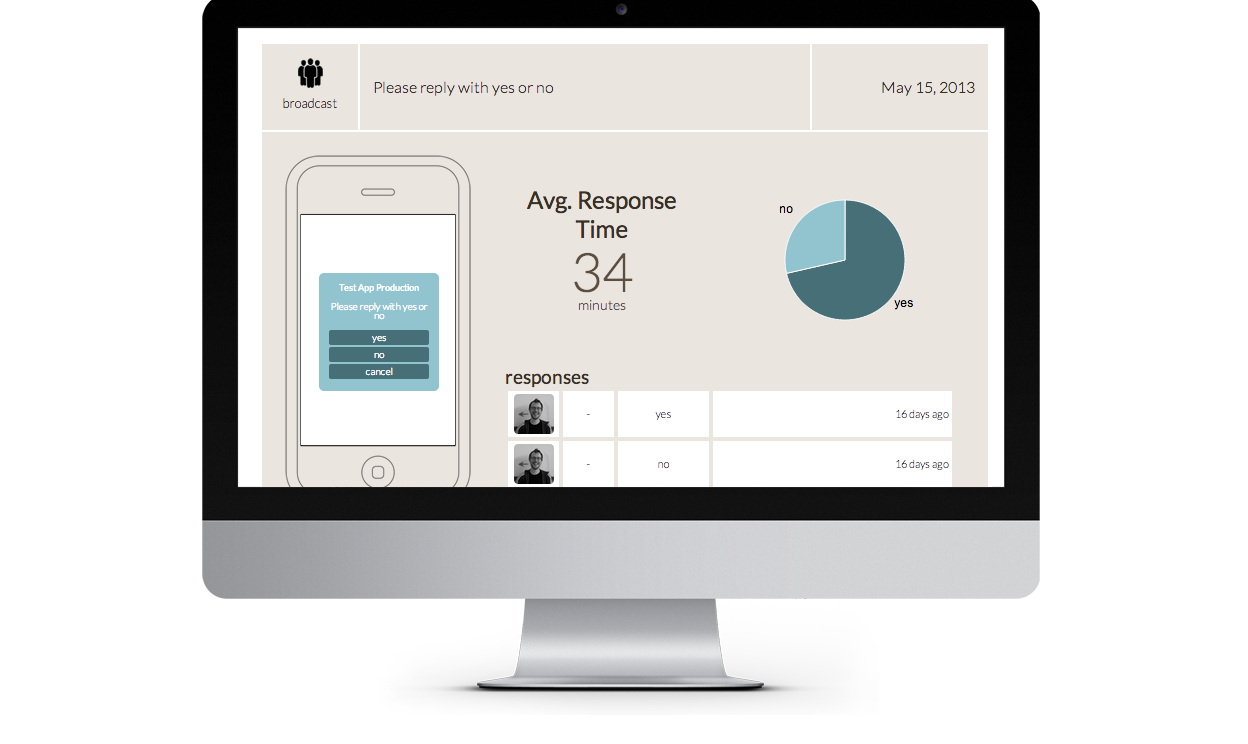 broadcast
Please reply with yes or no
May 15, 2013
Test App Production
Please reply with yes or
no
yes
no
cancel
Avg. Response
Time
34
minutes
no
yes
responses
- yes 16 days ago
- no 16 days ago